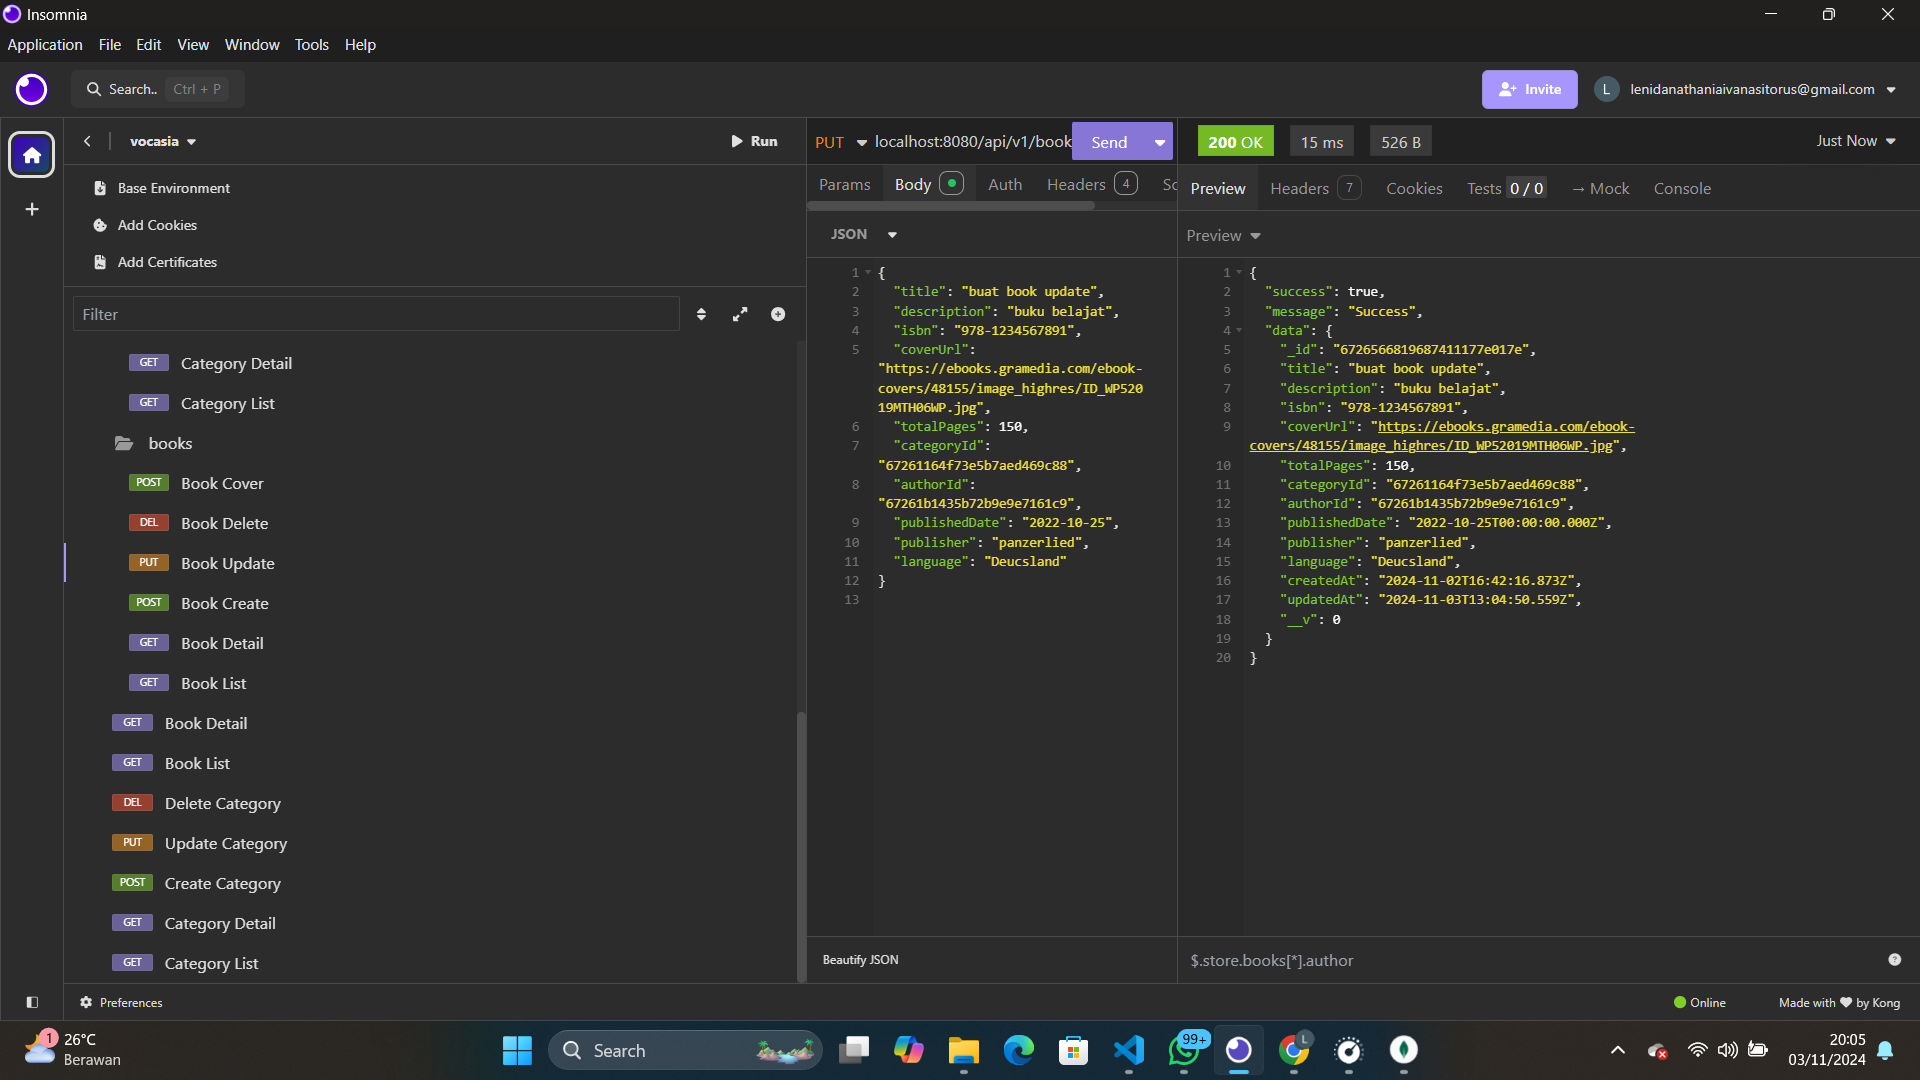 Insomnia
Application File Edit View Window Tools Help
Search.. Ctrl + P
Invite
L lenidanathaniaivanasitorus@gmail.com
vocasia
Run
Base Environment
Add Cookies
Add Certificates
Filter
GET Category Detail
GET Category List
books
POST Book Cover
DEL Book Delete
PUT Book Update
POST Book Create
GET Book Detail
GET Book List
GET Book Detail
GET Book List
DEL Delete Category
PUT Update Category
POST Create Category
GET Category Detail
GET Category List
PUT localhost:8080/api/v1/book Send
Params Body Auth Headers 4 Sc
JSON
1 {
2 "title": "buat book update",
3 "description": "buku belajat",
4 "isbn": "978-1234567891",
5 "coverUrl":
"https://ebooks.gramedia.com/ebook-
covers/48155/image_highres/ID_WP520
19MTH06WP.jpg",
6 "totalPages": 150,
7 "categoryId":
"67261164f73e5b7aed469c88",
8 "authorId":
"67261b1435b72b9e9e7161c9",
9 "publishedDate": "2022-10-25",
10 "publisher": "panzerlied",
11 "language": "Deucsland"
12 }
13
Beautify JSON
200 OK 15 ms 526 B Just Now
Preview Headers 7 Cookies Tests 0 / 0 → Mock Console
Preview
1 {
2 "success": true,
3 "message": "Success",
4 "data": {
5 "_id": "6726566819687411177e017e",
6 "title": "buat book update",
7 "description": "buku belajat",
8 "isbn": "978-1234567891",
9 "coverUrl": "https://ebooks.gramedia.com/ebook-
covers/48155/image_highres/ID_WP52019MTH06WP.jpg",
10 "totalPages": 150,
11 "categoryId": "67261164f73e5b7aed469c88",
12 "authorId": "67261b1435b72b9e9e7161c9",
13 "publishedDate": "2022-10-25T00:00:00.000Z",
14 "publisher": "panzerlied",
15 "language": "Deucsland",
16 "createdAt": "2024-11-02T16:42:16.873Z",
17 "updatedAt": "2024-11-03T13:04:50.559Z",
18 "__v": 0
19 }
20 }
$.store.books[*].author
Preferences
Online
Made with ♥ by Kong
1 26°C
Berawan
Search
99+
L
20:05
03/11/2024